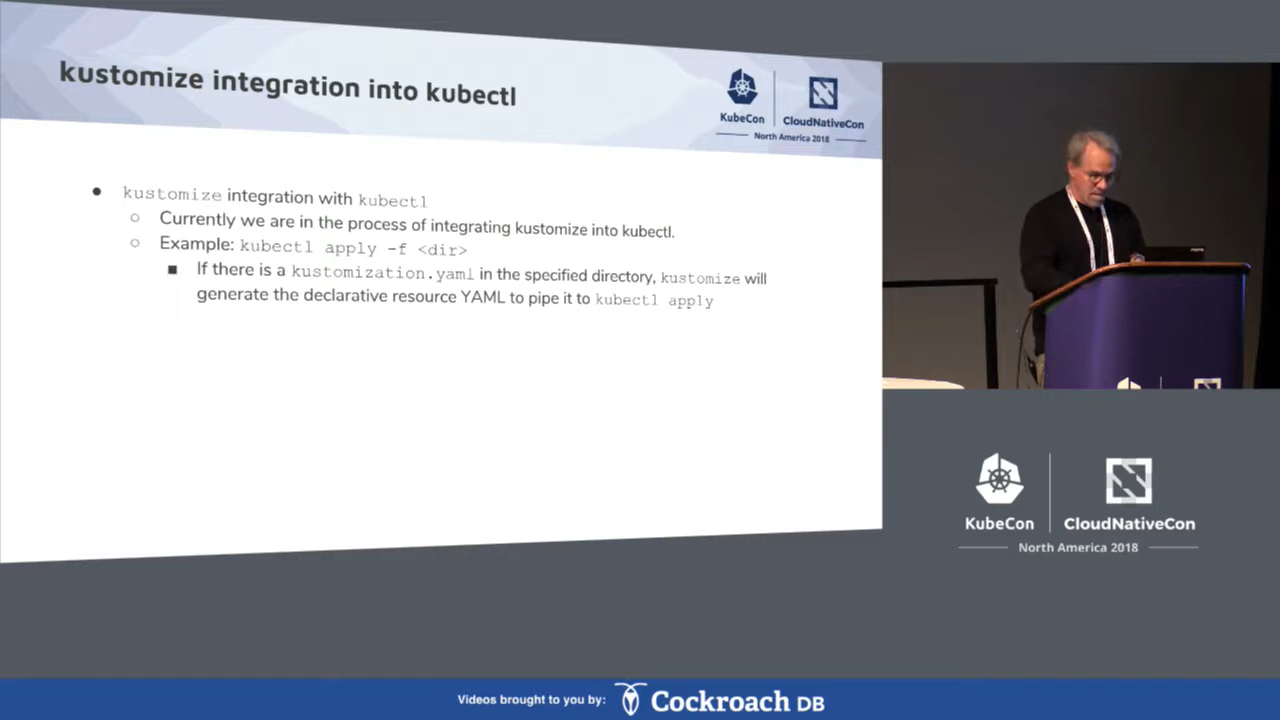 kustomize integration into kubectl
KubeCon
CloudNativeCon
North America 2018
● kustomize integration with kubectl
○ Currently we are in the process of integrating kustomize into kubectl.
○ Example: kubectl apply -f <dir>
■ If there is a kustomization.yaml in the specified directory, kustomize will
generate the declarative resource YAML to pipe it to kubectl apply
KubeCon
CloudNativeCon
North America 2018
Videos brought to you by: Cockroach DB